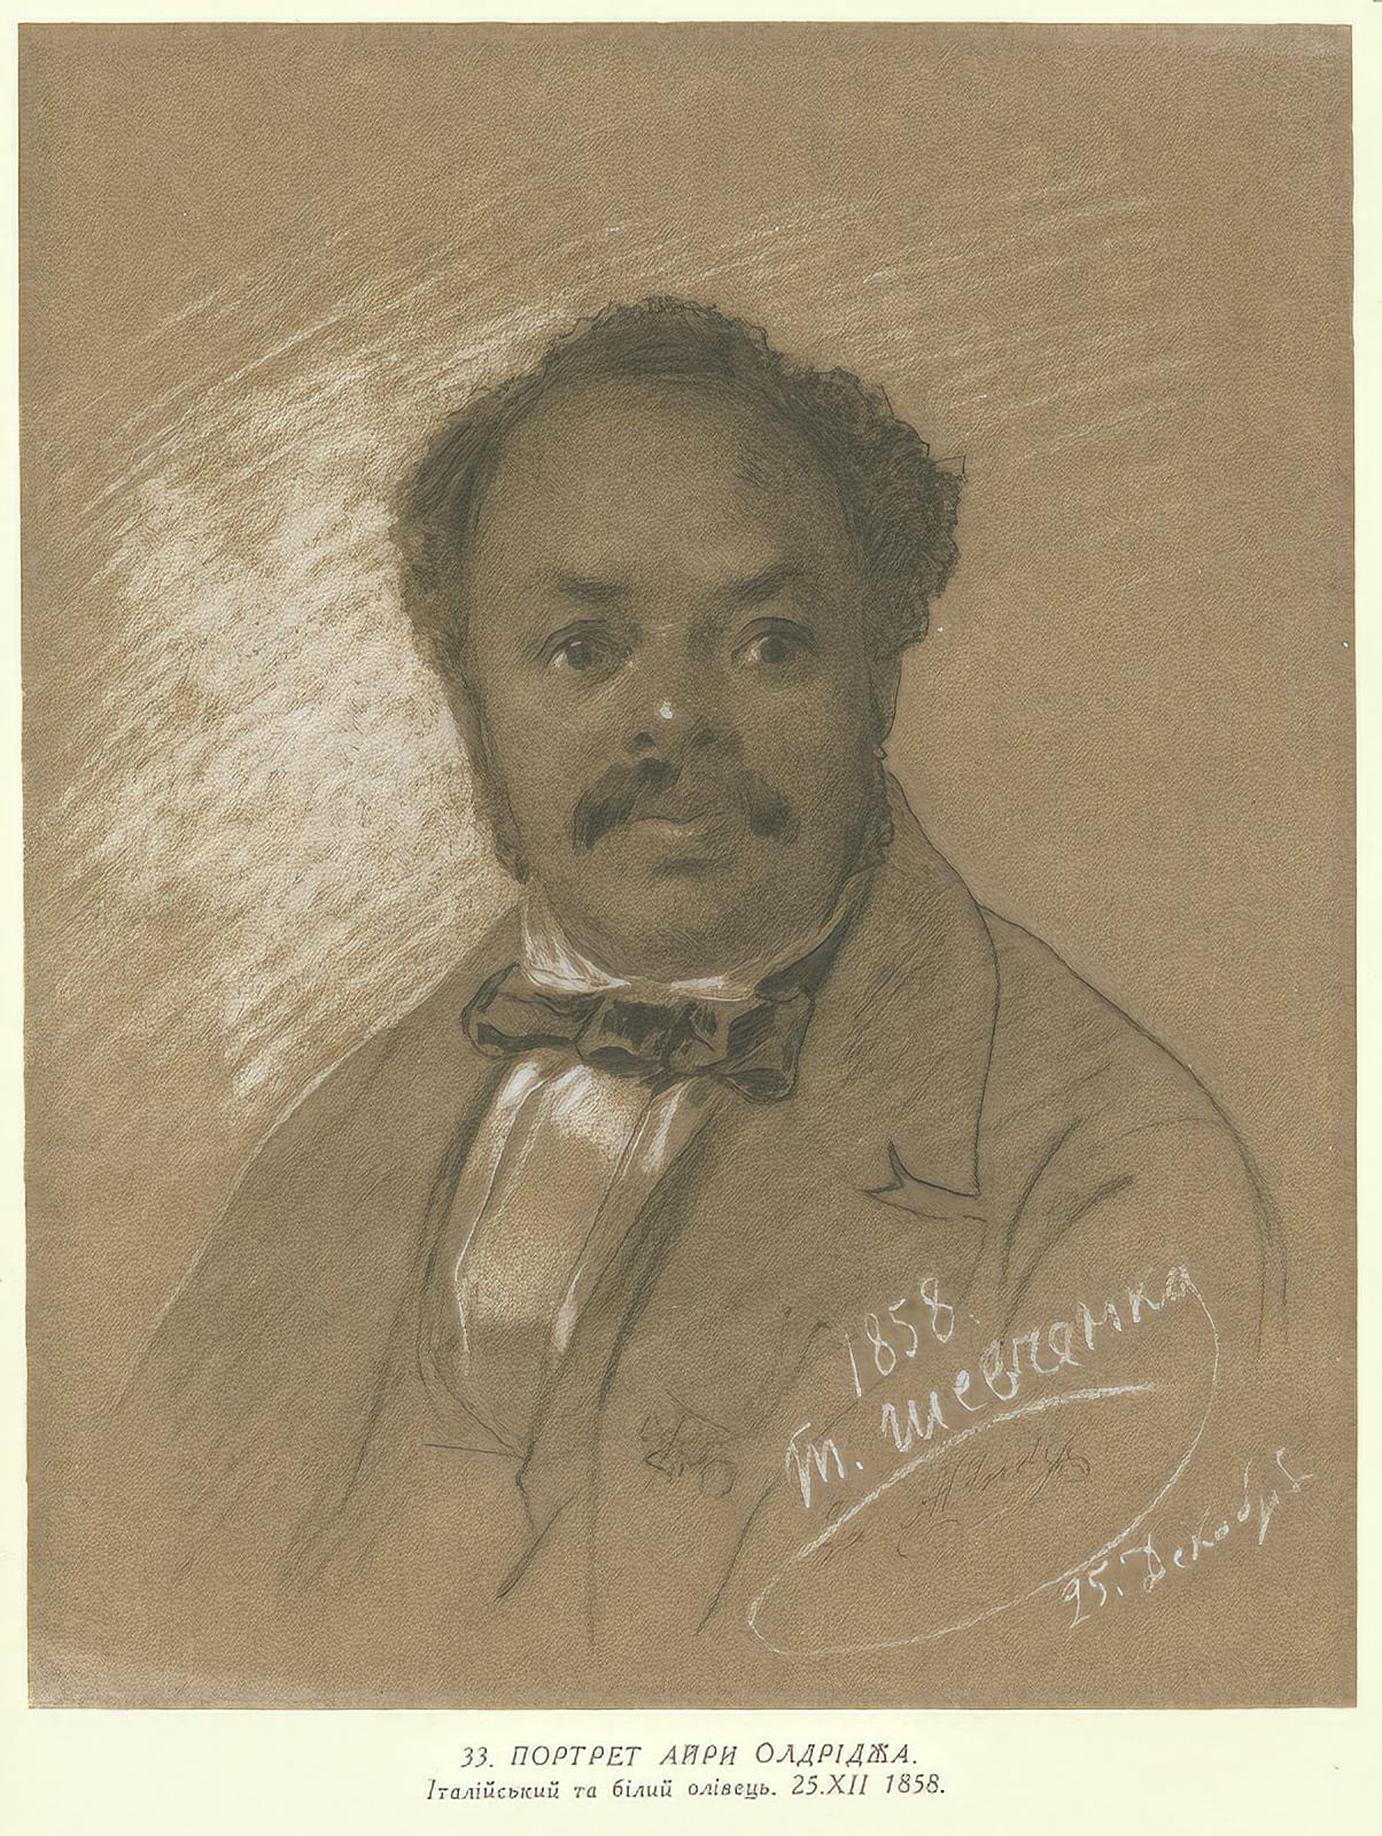 1858.
Т. Шевченко
25. Декабря
33. ПОРТРЕТ АЙРИ ОЛДРІДЖА.
Італійський та білий олівець. 25.XII 1858.